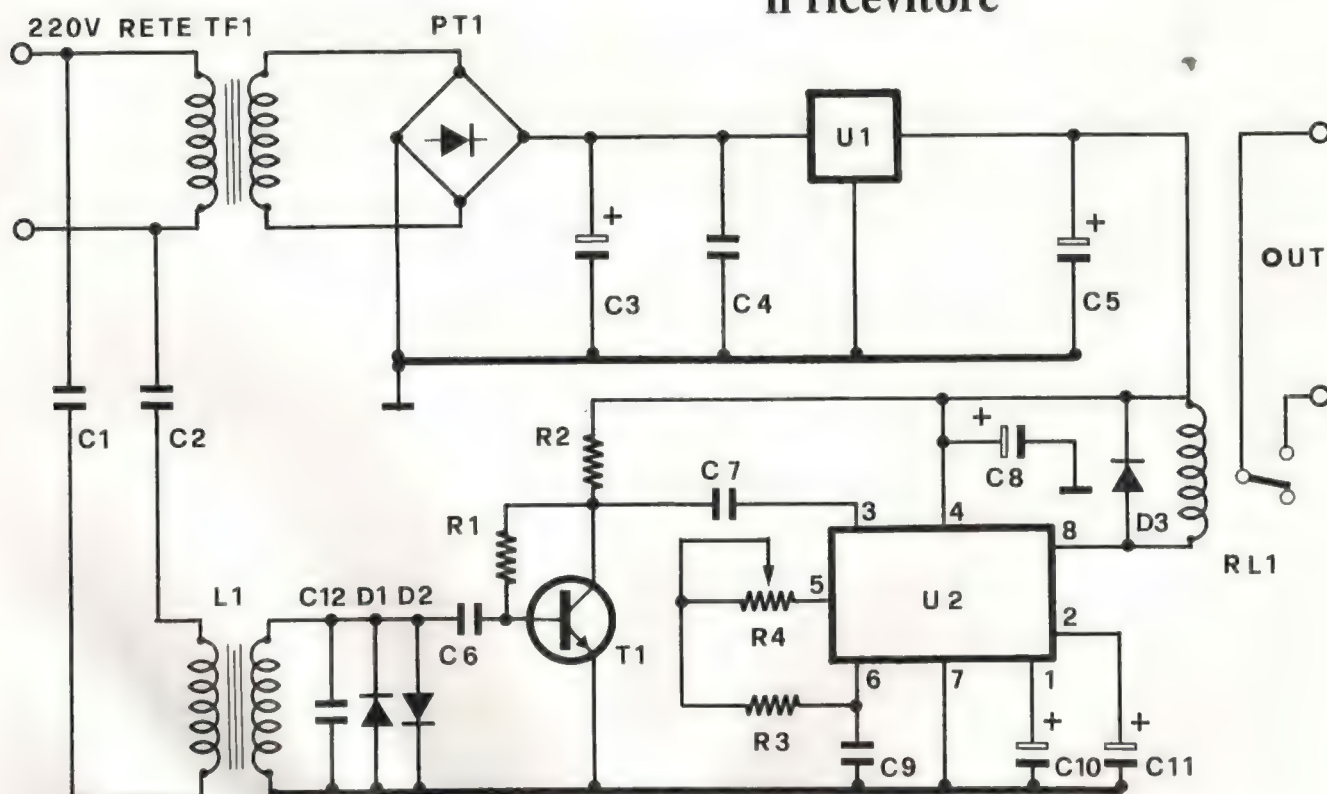 il ricevitore
220V RETE TF1
PT1
U1
C3
C4
C5
OUT
C1
C2
R2
C7
C8
D3
RL1
R1
3
4
8
5
U2
2
R4
L1
C12 D1 D2
C6
T1
6
7
1
R3
C9
C10
C11
+
+
+
+
+